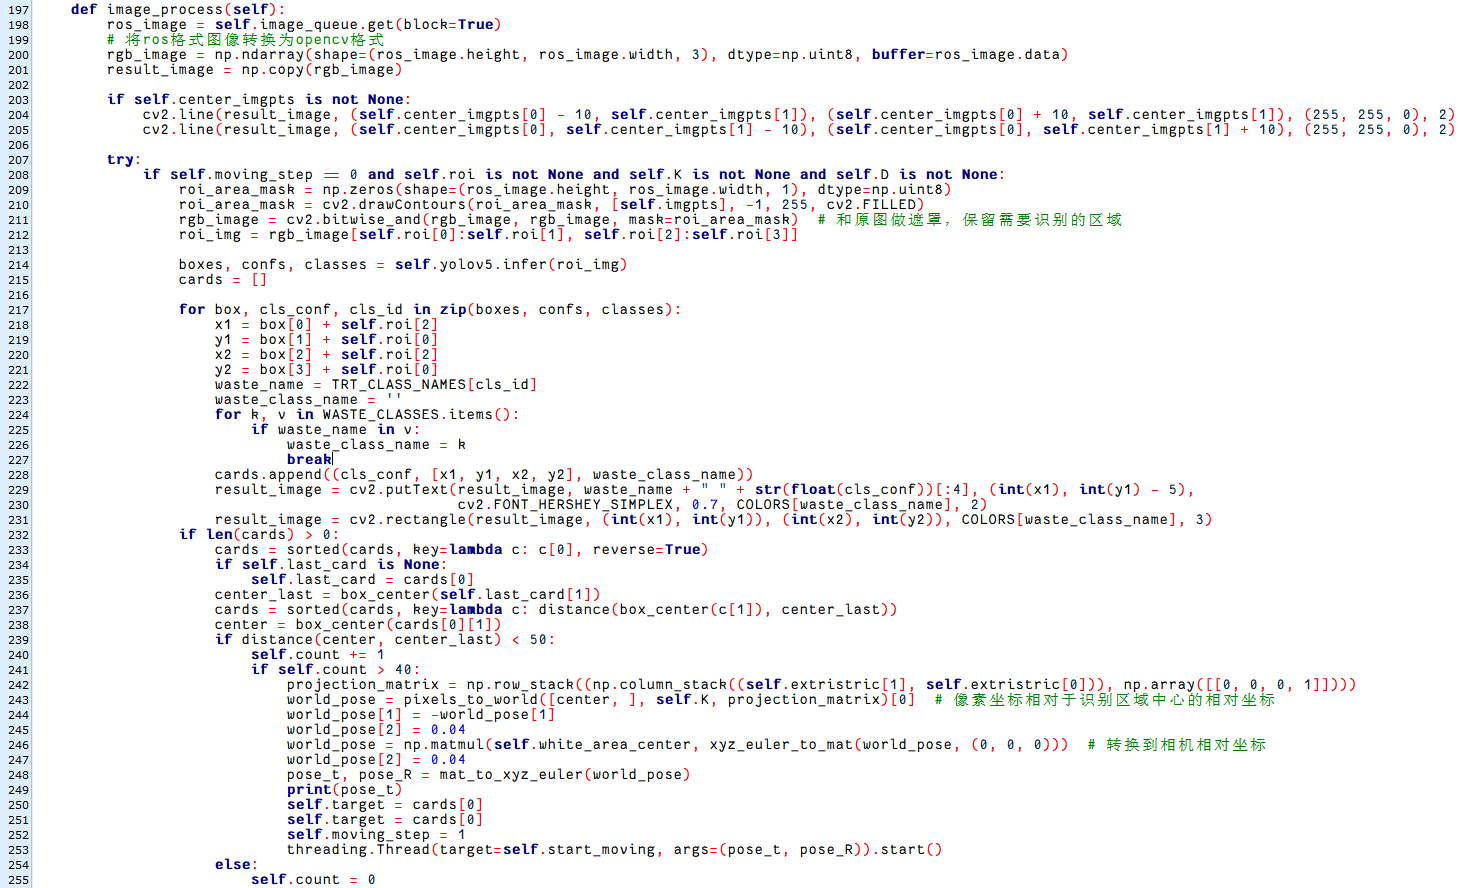 197 def image_process(self):
198 ros_image = self.image_queue.get(block=True)
199 # 将ros格式图像转换为opencv格式
200 rgb_image = np.ndarray(shape=(ros_image.height, ros_image.width, 3), dtype=np.uint8, buffer=ros_image.data)
201 result_image = np.copy(rgb_image)
202
203 if self.center_imgpts is not None:
204 cv2.line(result_image, (self.center_imgpts[0] - 10, self.center_imgpts[1]), (self.center_imgpts[0] + 10, self.center_imgpts[1]), (255, 255, 0), 2)
205 cv2.line(result_image, (self.center_imgpts[0], self.center_imgpts[1] - 10), (self.center_imgpts[0], self.center_imgpts[1] + 10), (255, 255, 0), 2)
206
207 try:
208 if self.moving_step == 0 and self.roi is not None and self.K is not None and self.D is not None:
209 roi_area_mask = np.zeros(shape=(ros_image.height, ros_image.width, 1), dtype=np.uint8)
210 roi_area_mask = cv2.drawContours(roi_area_mask, [self.imgpts], -1, 255, cv2.FILLED)
211 rgb_image = cv2.bitwise_and(rgb_image, rgb_image, mask=roi_area_mask)  # 和原图做遮罩，保留需要识别的区域
212 roi_img = rgb_image[self.roi[0]:self.roi[1], self.roi[2]:self.roi[3]]
213
214 boxes, confs, classes = self.yolov5.infer(roi_img)
215 cards = []
216
217 for box, cls_conf, cls_id in zip(boxes, confs, classes):
218 x1 = box[0] + self.roi[2]
219 y1 = box[1] + self.roi[0]
220 x2 = box[2] + self.roi[2]
221 y2 = box[3] + self.roi[0]
222 waste_name = TRT_CLASS_NAMES[cls_id]
223 waste_class_name = ''
224 for k, v in WASTE_CLASSES.items():
225 if waste_name in v:
226 waste_class_name = k
227 break
228 cards.append((cls_conf, [x1, y1, x2, y2], waste_class_name))
229 result_image = cv2.putText(result_image, waste_name + " " + str(float(cls_conf))[:4], (int(x1), int(y1) - 5),
230 cv2.FONT_HERSHEY_SIMPLEX, 0.7, COLORS[waste_class_name], 2)
231 result_image = cv2.rectangle(result_image, (int(x1), int(y1)), (int(x2), int(y2)), COLORS[waste_class_name], 3)
232 if len(cards) > 0:
233 cards = sorted(cards, key=lambda c: c[0], reverse=True)
234 if self.last_card is None:
235 self.last_card = cards[0]
236 center_last = box_center(self.last_card[1])
237 cards = sorted(cards, key=lambda c: distance(box_center(c[1]), center_last))
238 center = box_center(cards[0][1])
239 if distance(center, center_last) < 50:
240 self.count += 1
241 if self.count > 40:
242 projection_matrix = np.row_stack((np.column_stack((self.extristric[1], self.extristric[0])), np.array([[0, 0, 0, 1]])))
243 world_pose = pixels_to_world([center, ], self.K, projection_matrix)[0]  # 像素坐标相对于识别区域中心的相对坐标
244 world_pose[1] = -world_pose[1]
245 world_pose[2] = 0.04
246 world_pose = np.matmul(self.white_area_center, xyz_euler_to_mat(world_pose, (0, 0, 0)))  # 转换到相机相对坐标
247 world_pose[2] = 0.04
248 pose_t, pose_R = mat_to_xyz_euler(world_pose)
249 print(pose_t)
250 self.target = cards[0]
251 self.target = cards[0]
252 self.moving_step = 1
253 threading.Thread(target=self.start_moving, args=(pose_t, pose_R)).start()
254 else:
255 self.count = 0